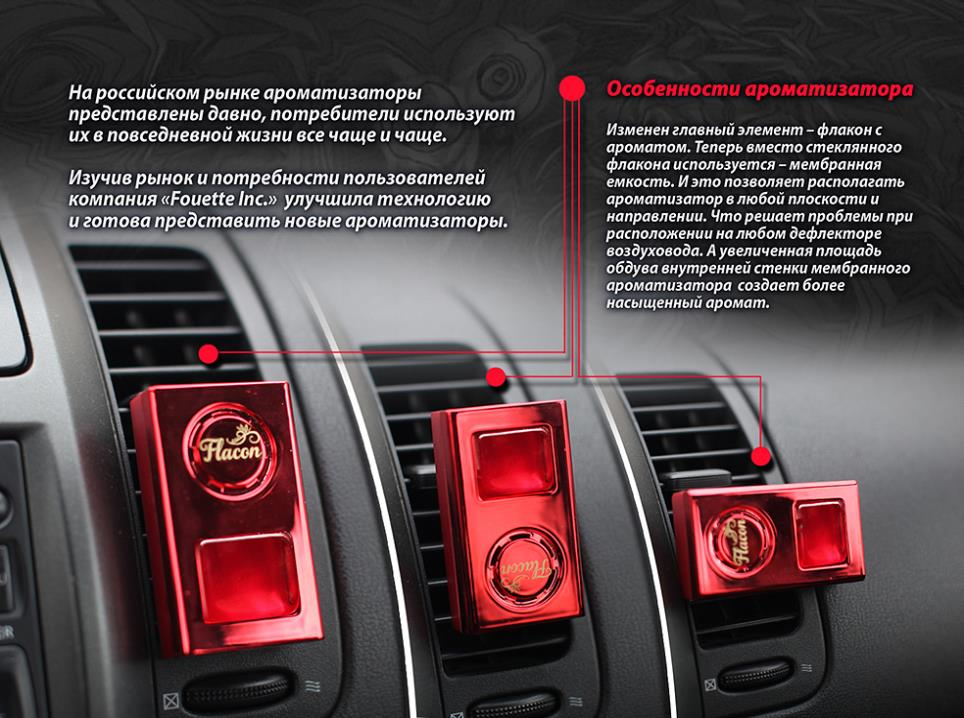 На российском рынке ароматизаторы
представлены давно, потребители используют
их в повседневной жизни все чаще и чаще.
Изучив рынок и потребности пользователей
компания «Fouette Inc.» улучшила технологию
и готова представить новые ароматизаторы.
Особенности ароматизатора
Изменен главный элемент – флакон с
ароматом. Теперь вместо стеклянного
флакона используется – мембранная
емкость. И это позволяет располагать
ароматизатор в любой плоскости и
направлении. Что решает проблемы при
расположении на любом дефлекторе
воздуховода. А увеличенная площадь
обдува внутренней стенки мембранного
ароматизатора создает более
насыщенный аромат.
Flacon
Flacon
Flacon